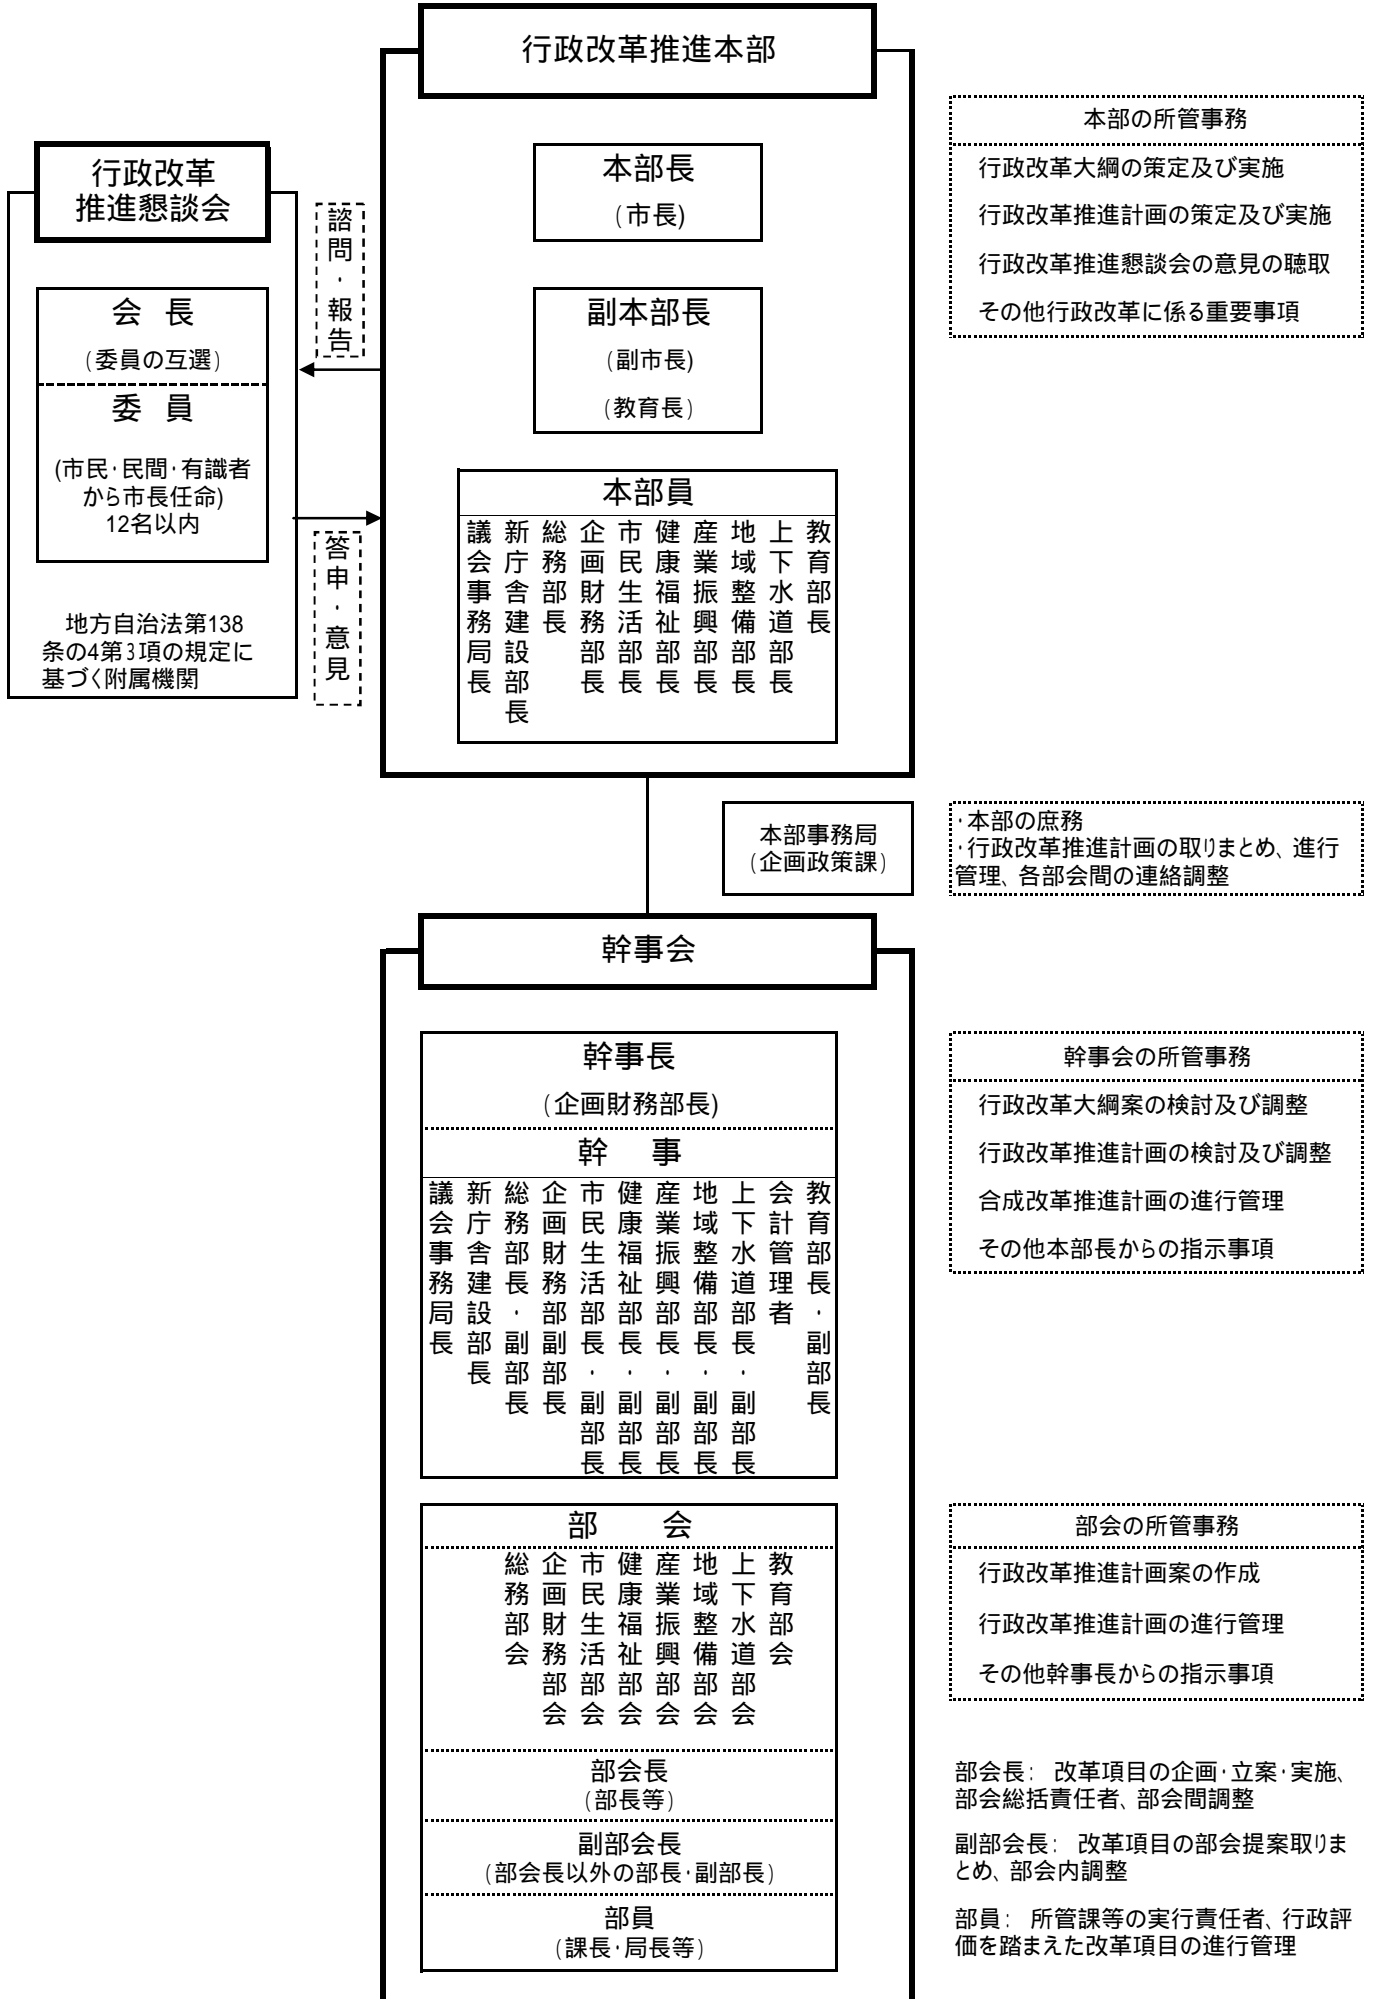 行政改革推進本部
本部長
(市長)
副本部長
(副市長)
(教育長)
本部員
議会事務局長
新庁舎建設部長
総務部長
企画財務部長
市民生活部長
健康福祉部長
産業振興部長
地域整備部長
上下水道部長
教育部長
行政改革
推進懇談会
会 長
(委員の互選)
委 員
(市民・民間・有識者
から市長任命)
12名以内
地方自治法第138
条の4第3項の規定に
基づく附属機関
諮問・報告
答申・意見
本部の所管事務
行政改革大綱の策定及び実施
行政改革推進計画の策定及び実施
行政改革推進懇談会の意見の聴取
その他行政改革に係る重要事項
本部事務局
(企画政策課)
・本部の庶務
・行政改革推進計画の取りまとめ、進行
管理、各部会間の連絡調整
幹事会
幹事長
(企画財務部長)
幹 事
議会事務局長
新庁舎建設部長
総務部長・副部長
企画財務部副部長
市民生活部長・副部長
健康福祉部長・副部長
産業振興部長・副部長
地域整備部長・副部長
上下水道部長・副部長
会計管理者
教育部長・副部長
幹事会の所管事務
行政改革大綱案の検討及び調整
行政改革推進計画の検討及び調整
合成改革推進計画の進行管理
その他本部長からの指示事項
部 会
総務部会
企画財務部会
市民生活部会
健康福祉部会
産業振興部会
地域整備部会
上下水道部会
教育部会
部会長
(部長等)
副部会長
(部会長以外の部長・副部長)
部員
(課長・局長等)
部会の所管事務
行政改革推進計画案の作成
行政改革推進計画の進行管理
その他幹事長からの指示事項
部会長: 改革項目の企画・立案・実施、
部会総括責任者、部会間調整
副部会長: 改革項目の部会提案取りま
とめ、部会内調整
部員: 所管課等の実行責任者、行政評
価を踏まえた改革項目の進行管理